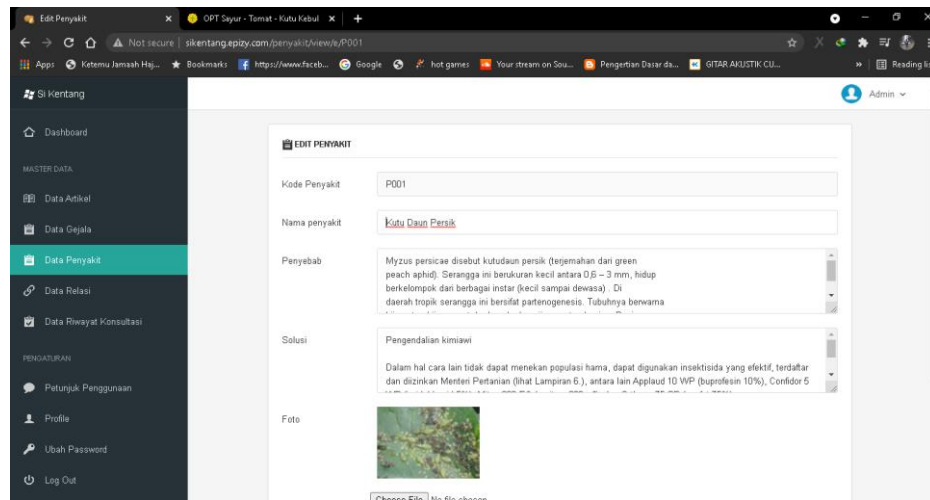 Edit Penyakit
OPT Sayur - Tomat - Kutu Kebul
Not secure | sikentang.epizy.com/penyakit/view/e/P001
Apps Ketemu Jamaah Haj... Bookmarks https://www.faceb... Google hot games Your stream on Sou... Pengertian Dasar da... GITAR AKUSTIK CU... » Reading lis
Si Kentang
Admin
Dashboard
MASTER DATA
Data Artikel
Data Gejala
Data Penyakit
Data Relasi
Data Riwayat Konsultasi
PENGATURAN
Petunjuk Penggunaan
Profile
Ubah Password
Log Out
EDIT PENYAKIT
Kode Penyakit P001
Nama penyakit Kutu Daun Persik
Penyebab Myzus persicae disebut kutudaun persik (terjemahan dari green
peach aphid). Serangga ini berukuran kecil antara 0,6 – 3 mm, hidup
berkelompok dari berbagai instar (kecil sampai dewasa) . Di
daerah tropik serangga ini bersifat partenogenesis. Tubuhnya berwarna
Solusi Pengendalian kimiawi
Dalam hal cara lain tidak dapat menekan populasi hama, dapat digunakan insektisida yang efektif, terdaftar
dan diizinkan Menteri Pertanian (lihat Lampiran 6.), antara lain Applaud 10 WP (buprofesin 10%), Confidor 5
Foto
Choose File No file chosen